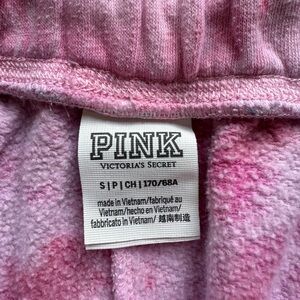 PINK
VICTORIA'S SECRET
S | P | CH | 170/68A
made in Vietnam/fabriqué au
Vietnam/hecho en Vietnam/
fabbricato in Vietnam/ 越南制造